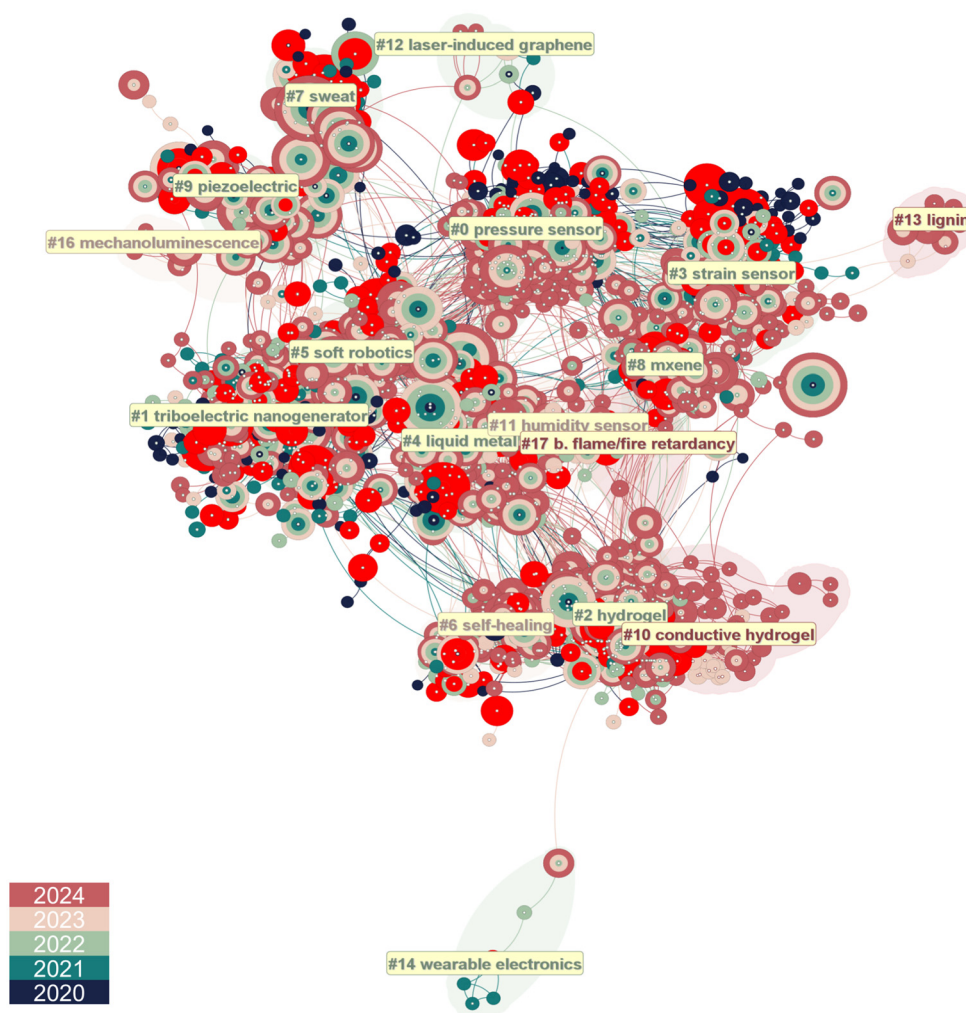 #12 laser-induced graphene
#7 sweat
#9 piezoelectric
#13 lignin
#0 pressure sensor
#16 mechanoluminescence
#3 strain sensor
#5 soft robotics
#8 mxene
#1 triboelectric nanogenerator
#11 humidity sensor
#4 liquid metal
#17 b. flame/fire retardancy
#2 hydrogel
#6 self-healing
#10 conductive hydrogel
2024
2023
2022
2021
2020
#14 wearable electronics